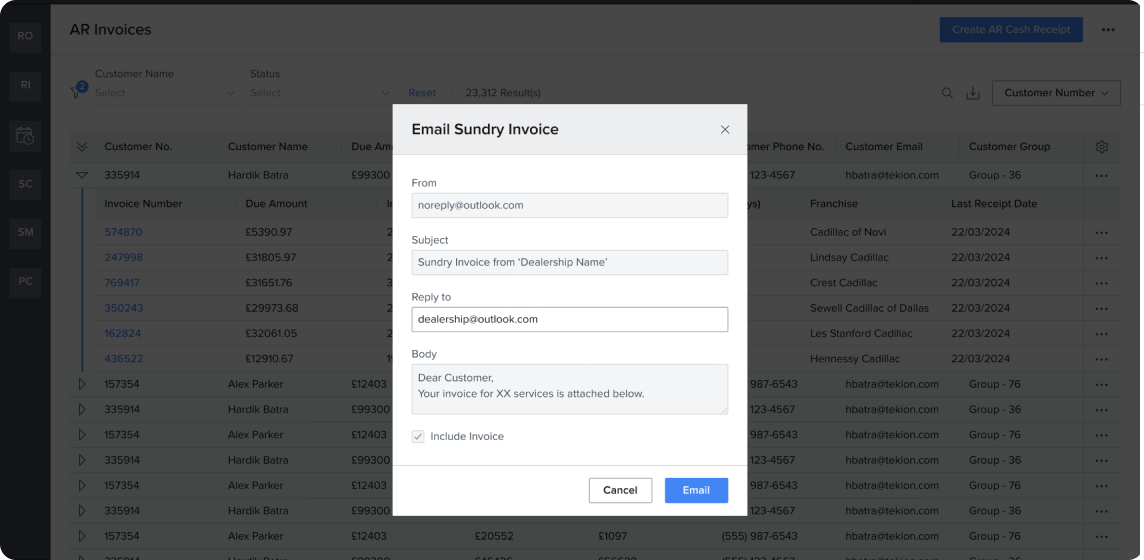 RO
RI
SC
SM
PC
AR Invoices
Create AR Cash Receipt
Customer Name
Status
2
Select
Select
Reset
23,312 Result(s)
Customer Number
Customer No. Customer Name Due Am omer Phone No. Customer Email Customer Group
335914 Hardik Batra £99300 123-4567 hbatra@tekion.com Group - 36
Invoice Number Due Amount ys) Franchise Last Receipt Date
574870 £5390.97 2 Cadillac of Novi 22/03/2024
247998 £31805.97 2 Lindsay Cadillac 22/03/2024
769417 £31651.76 3 Crest Cadillac 22/03/2024
350243 £29973.68 2 Sewell Cadillac of Dallas 22/03/2024
162824 £32061.05 2 Les Stanford Cadillac 22/03/2024
436522 £12910.67 1 Hennessy Cadillac 22/03/2024
157354 Alex Parker £12403 987-6543 hbatra@tekion.com Group - 76
335914 Hardik Batra £99300 123-4567 hbatra@tekion.com Group - 36
157354 Alex Parker £12403 987-6543 hbatra@tekion.com Group - 76
335914 Hardik Batra £99300 123-4567 hbatra@tekion.com Group - 36
157354 Alex Parker £12403 987-6543 hbatra@tekion.com Group - 76
335914 Hardik Batra £99300 123-4567 hbatra@tekion.com Group - 36
157354 Alex Parker £12403 £20552 £1097 (555) 987-6543 hbatra@tekion.com Group - 76
Email Sundry Invoice
From
noreply@outlook.com
Subject
Sundry Invoice from ‘Dealership Name’
Reply to
dealership@outlook.com
Body
Dear Customer,
Your invoice for XX services is attached below.
Include Invoice
Cancel
Email